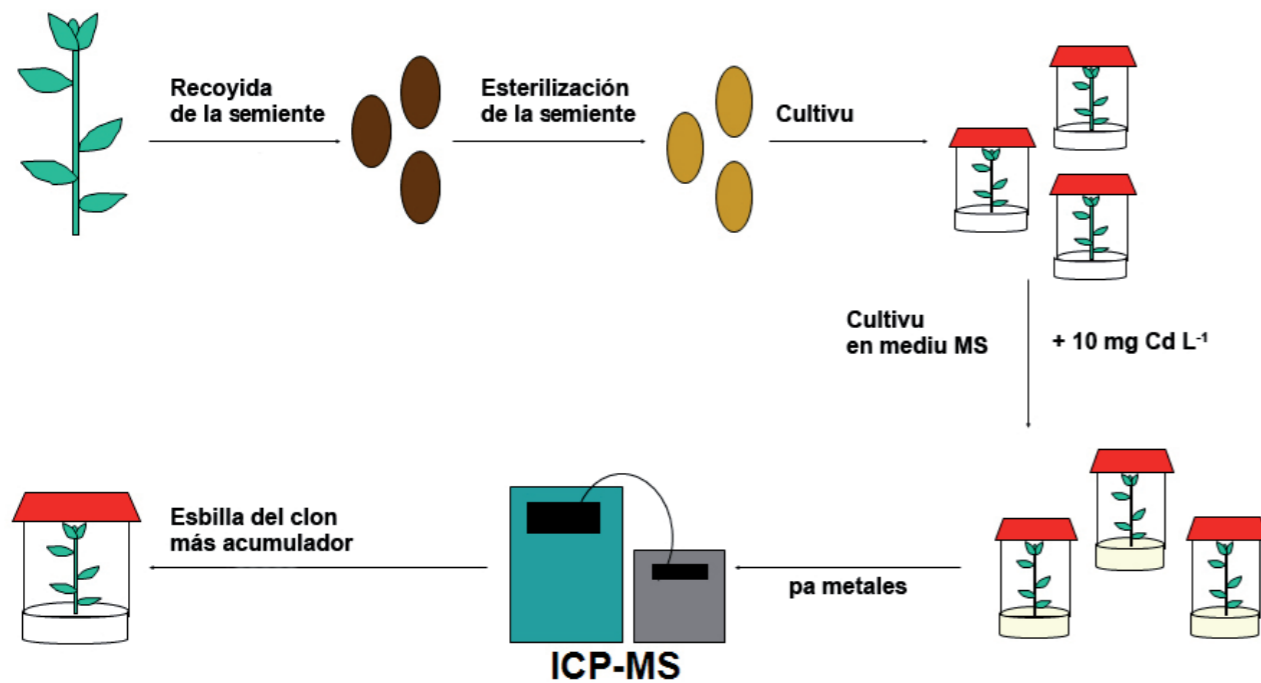 Recoyida
de la semiente
Esterilización
de la semiente
Cultivu
Cultivu
en mediu MS
+ 10 mg Cd L⁻¹
pa metales
ICP-MS
Esbilla del clon
más acumulador